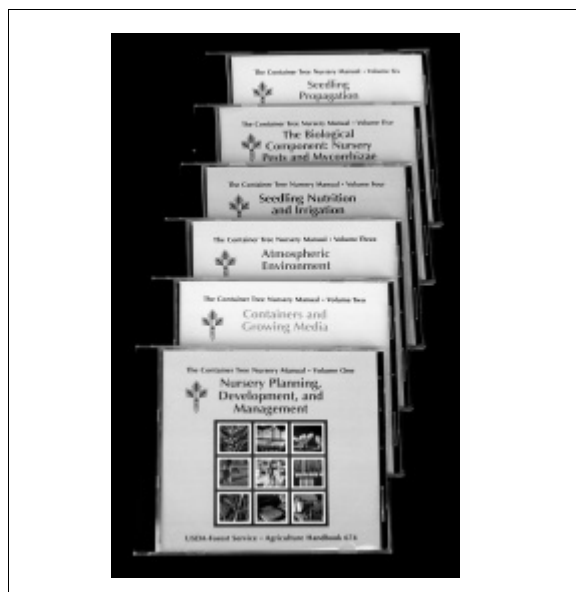 The Container Tree Nursery Manual - Volume Six
Seedling
Propagation
The Container Tree Nursery Manual - Volume Five
The Biological
Component: Nursery
Pests and Mycorrhizae
The Container Tree Nursery Manual • Volume Four
Seedling Nutrition
and Irrigation
The Container Tree Nursery Manual • Volume Three
Atmospheric
Environment
The Container Tree Nursery Manual • Volume Two
Containers and
Growing Media
The Container Tree Nursery Manual • Volume One
Nursery Planning,
Development, and
Management
USDA-Forest Service - Agriculture Handbook 674